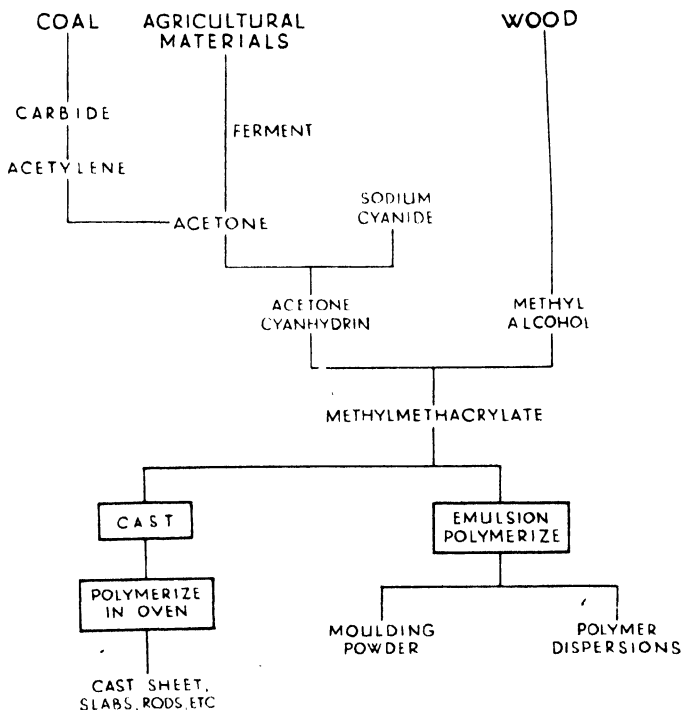 COAL
AGRICULTURAL
MATERIALS
WOOD
CARBIDE
FERMENT
ACETYLENE
SODIUM
CYANIDE
ACETONE
ACETONE
CYANHYDRIN
METHYL
ALCOHOL
METHYLMETHACRYLATE
CAST
EMULSION
POLYMERIZE
POLYMERIZE
IN OVEN
MOULDING
POWDER
POLYMER
DISPERSIONS
CAST SHEET,
SLABS, RODS, ETC